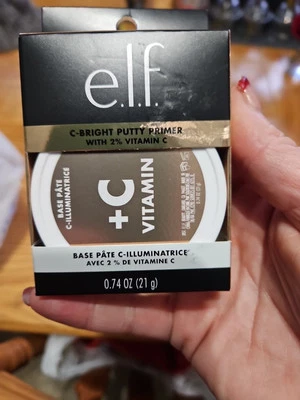 e.l.f.
C-BRIGHT PUTTY PRIMER
WITH 2% VITAMIN C
BASE PÂTE
C-ILLUMINATRICE
+C
VITAMIN
BASE PÂTE C-ILLUMINATRICE
AVEC 2 % DE VITAMINE C
0.74 OZ (21 g)